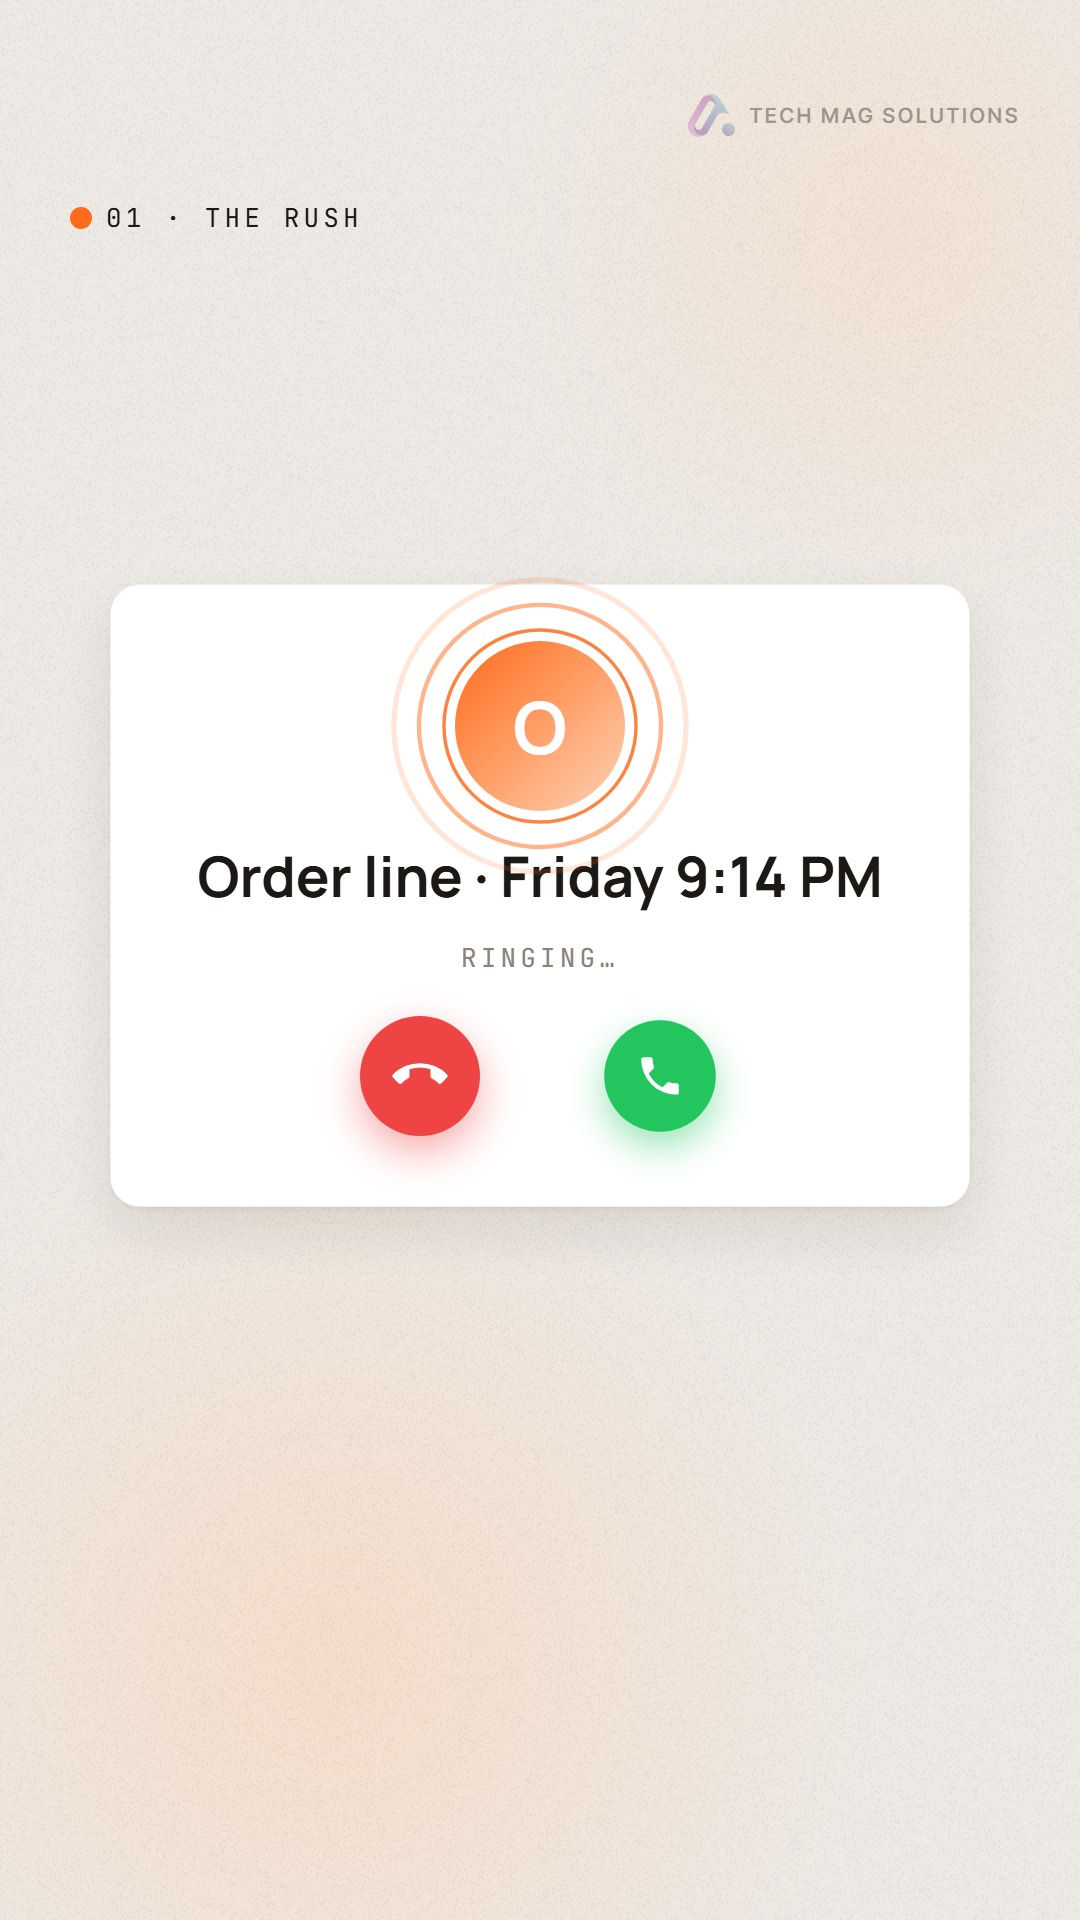 TECH MAG SOLUTIONS
01 · THE RUSH
O
Order line · Friday 9:14 PM
RINGING…